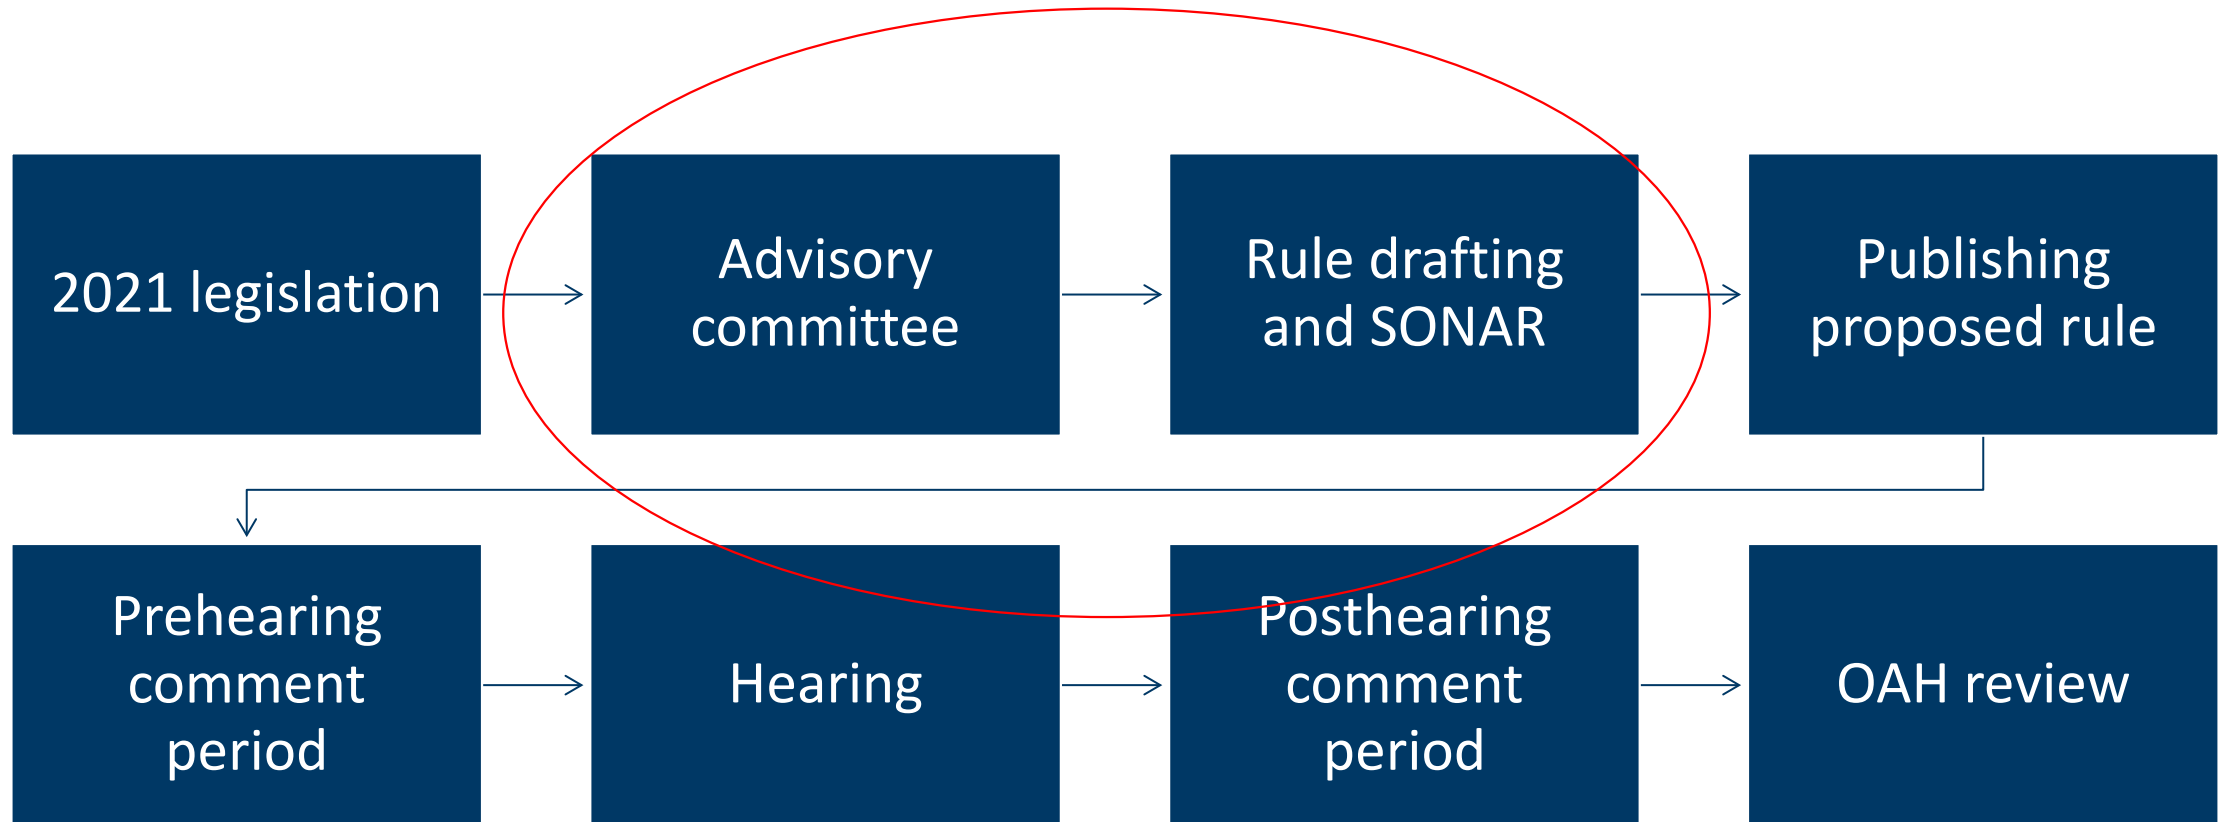 2021 legislation
Advisory
committee
Rule drafting
and SONAR
Publishing
proposed rule
Prehearing
comment
period
Hearing
Posthearing
comment
period
OAH review